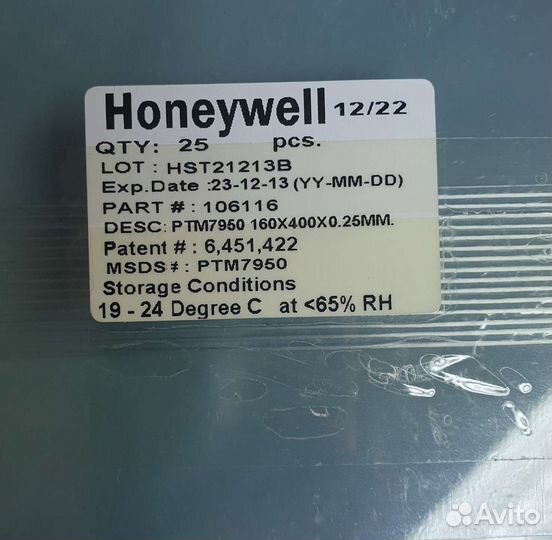 Honeywell 12/22
QTY: 25 pcs.
LOT : HST21213B
Exp.Date :23-12-13 (YY-MM-DD)
PART # : 106116
DESC: PTM7950 160X400X0.25MM.
Patent # : 6,451,422
MSDS # : PTM7950
Storage Conditions
19 - 24 Degree C at <65% RH
Avito